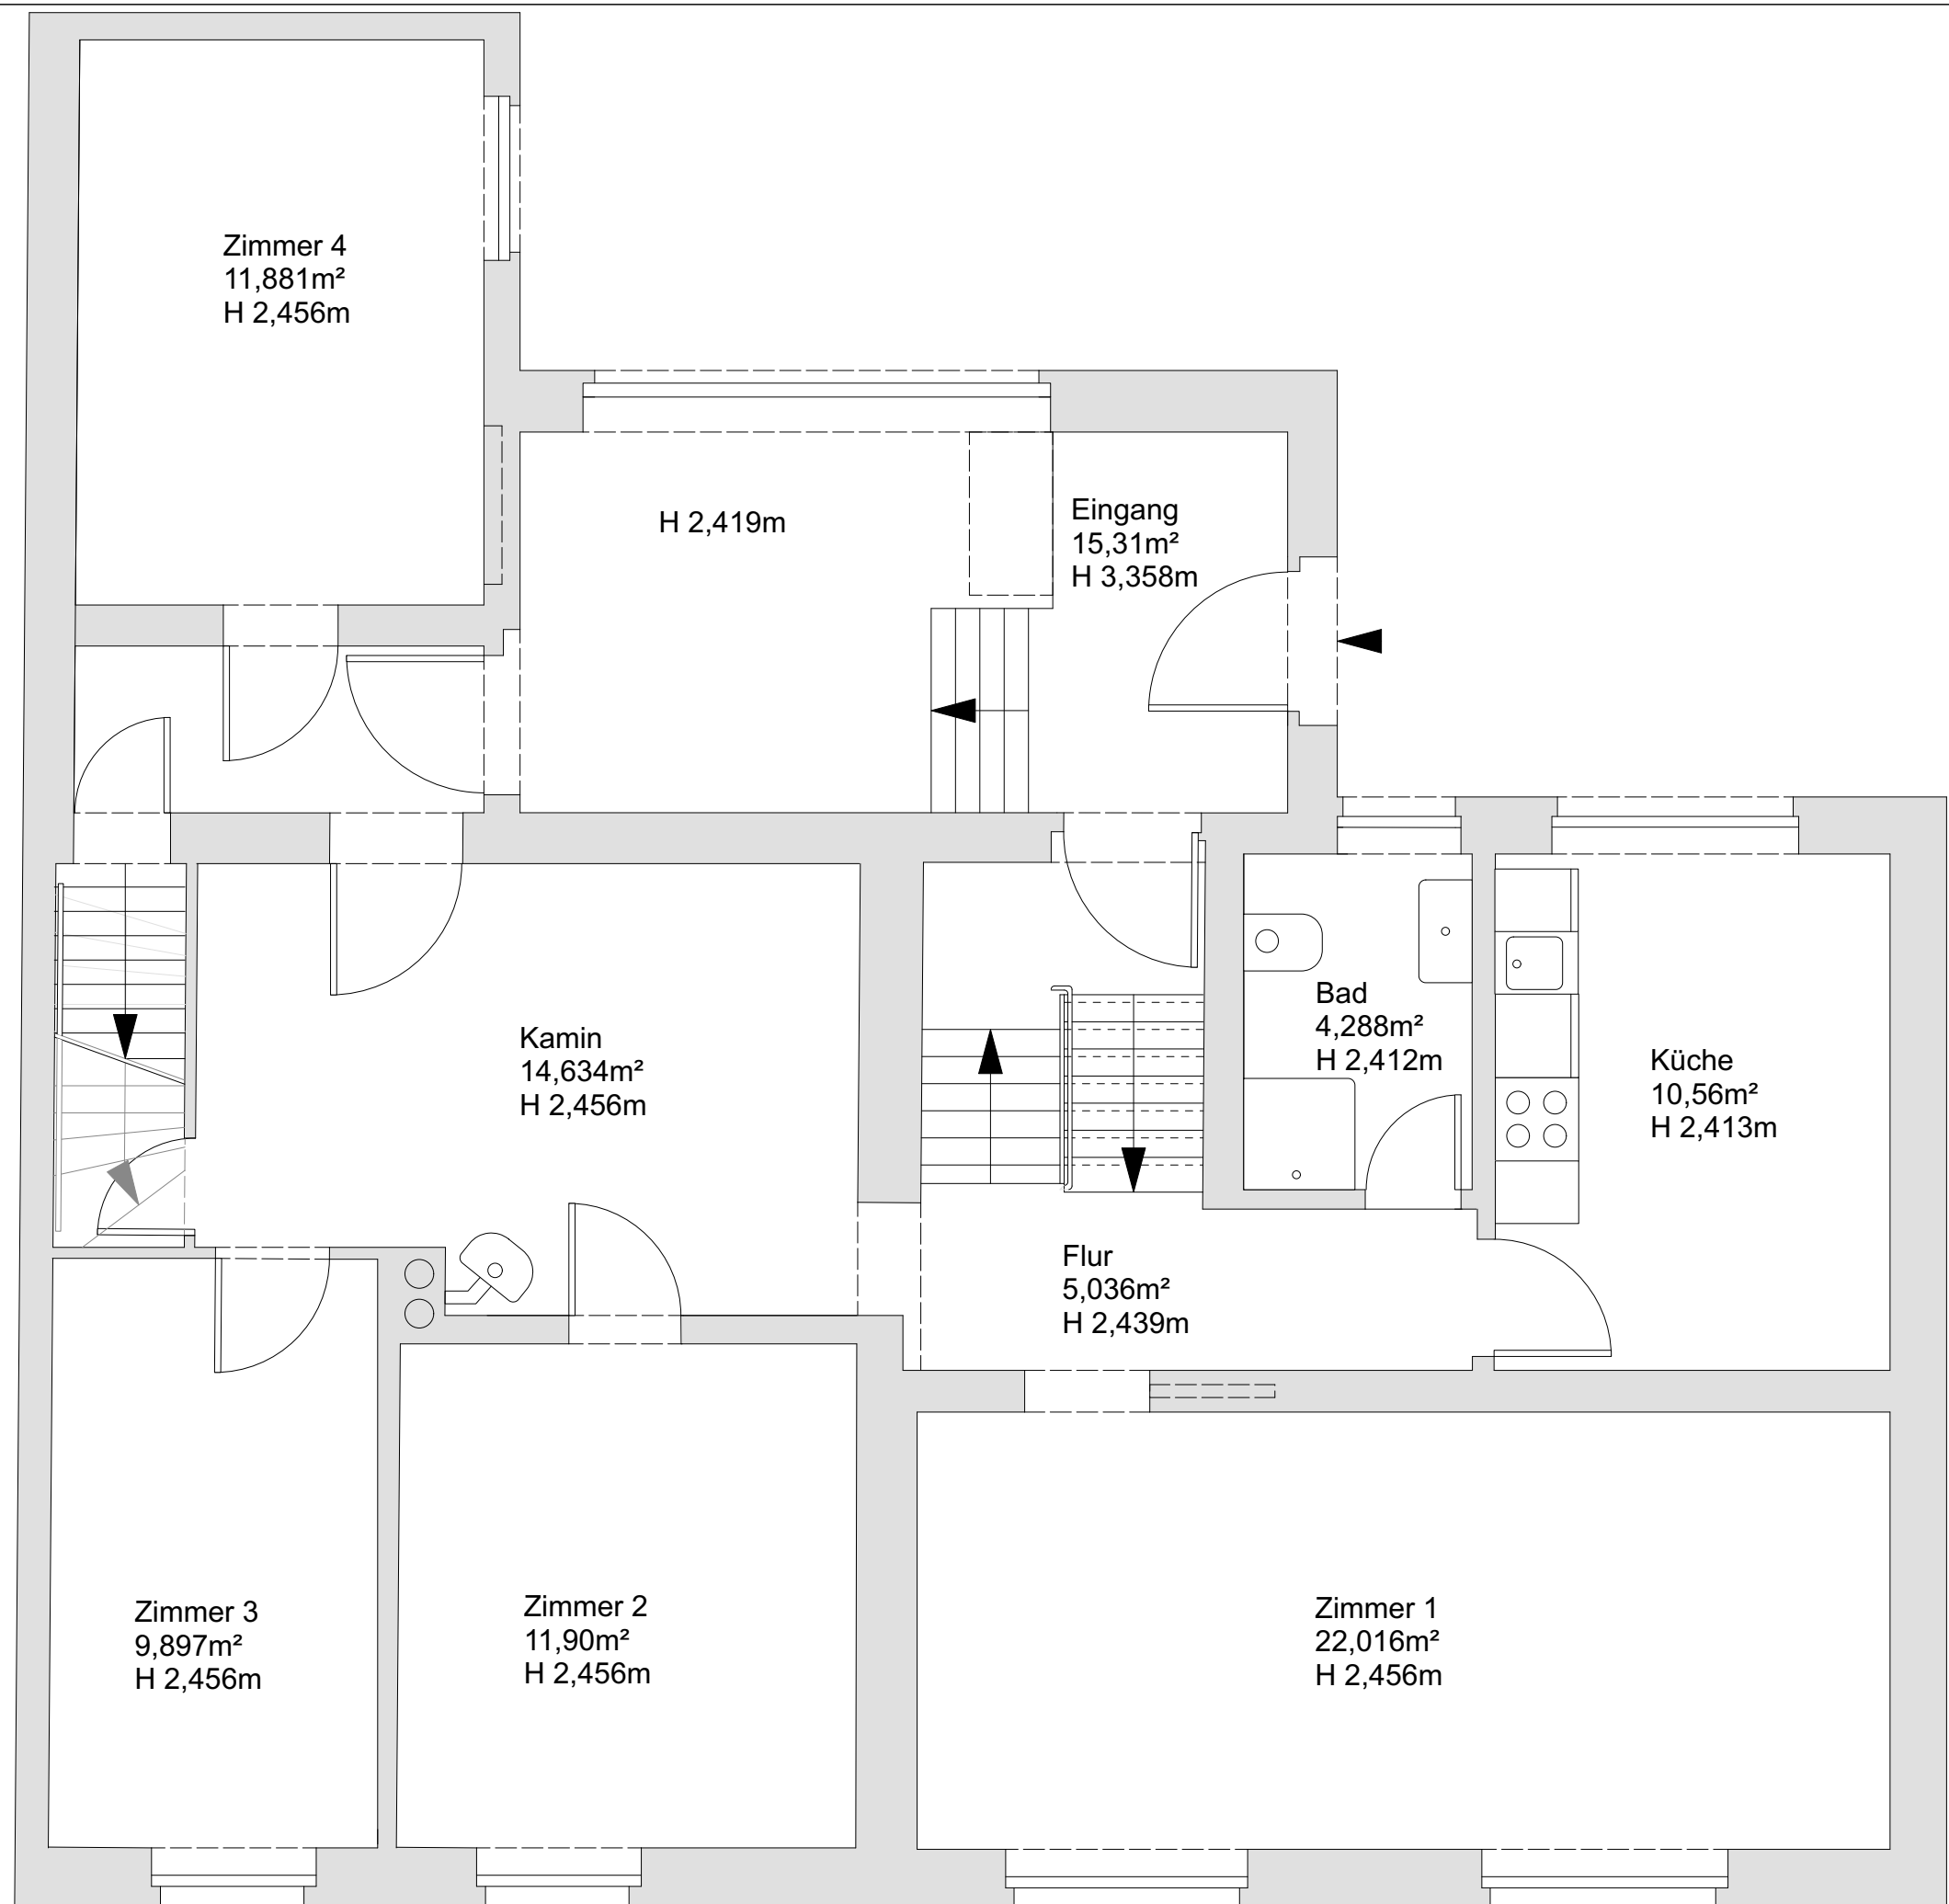 Zimmer 4
11,881m²
H 2,456m
H 2,419m
Eingang
15,31m²
H 3,358m
Kamin
14,634m²
H 2,456m
Bad
4,288m²
H 2,412m
Küche
10,56m²
H 2,413m
Flur
5,036m²
H 2,439m
Zimmer 3
9,897m²
H 2,456m
Zimmer 2
11,90m²
H 2,456m
Zimmer 1
22,016m²
H 2,456m